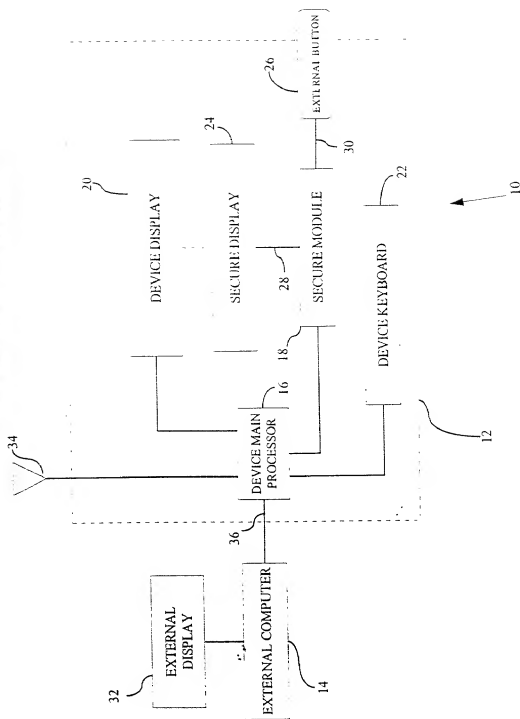 32
EXTERNAL
DISPLAY
EXTERNAL COMPUTER
14
34
36
DEVICE MAIN
PROCESSOR
16
12
20
DEVICE DISPLAY
24
SECURE DISPLAY
28
18
SECURE MODULE
30
26
EXTERNAL BUTTON
22
DEVICE KEYBOARD
10